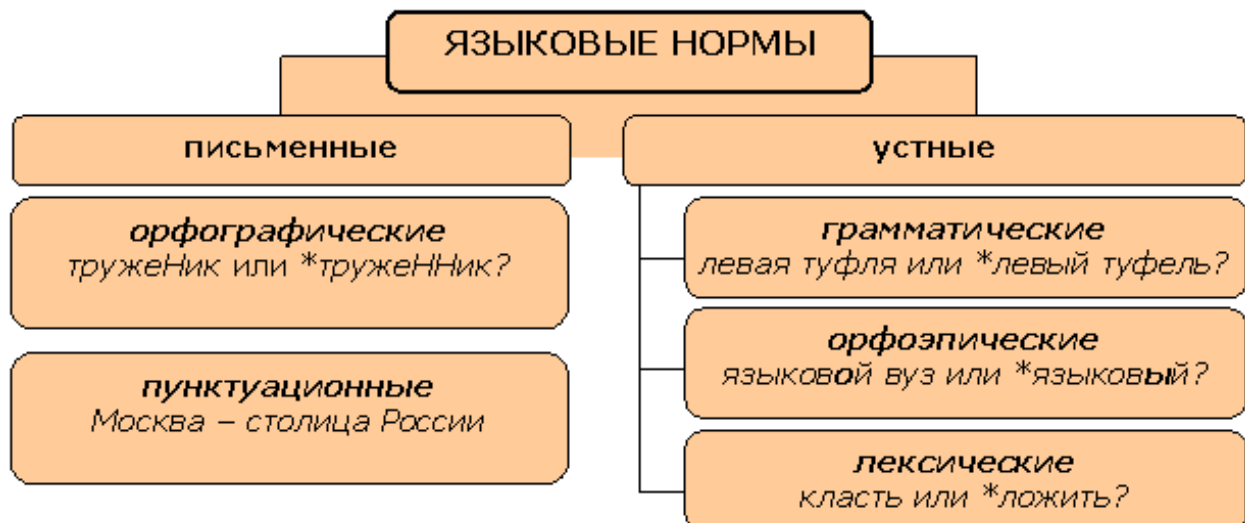 ЯЗЫКОВЫЕ НОРМЫ
письменные
орфографические
тружеНик или *тружеННик?
пунктуационные
Москва – столица России
устные
грамматические
левая туфля или *левый туфель?
орфоэпические
языковой вуз или *языковый?
лексические
класть или *ложить?